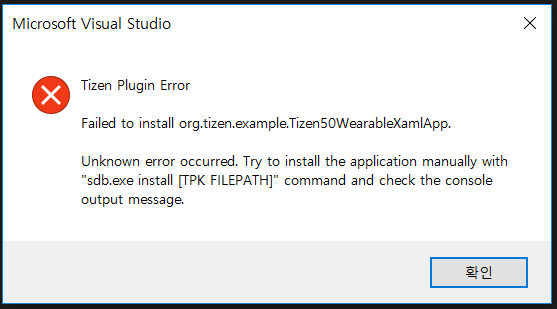 Microsoft Visual Studio
Tizen Plugin Error
Failed to install org.tizen.example.Tizen50WearableXamlApp.
Unknown error occurred. Try to install the application manually with
"sdb.exe install [TPK FILEPATH]" command and check the console
output message.
확인